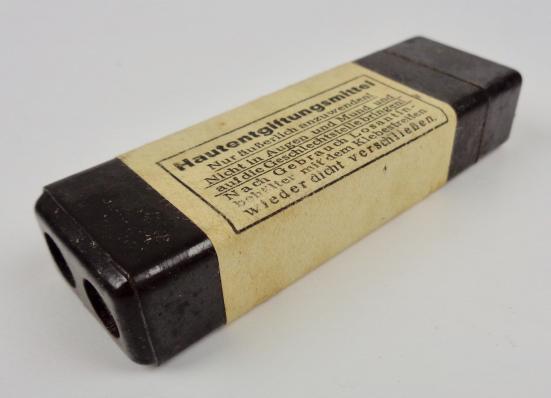 Hautentgiftungsmittel
Nur äußerlich anzuwenden!
Nicht in Augen und Mund und
auf die Geschlechtsteile bringen!
Nach Gebrauch Losantin-
behälter mit dem Klebestreifen
wieder dicht verschließen.